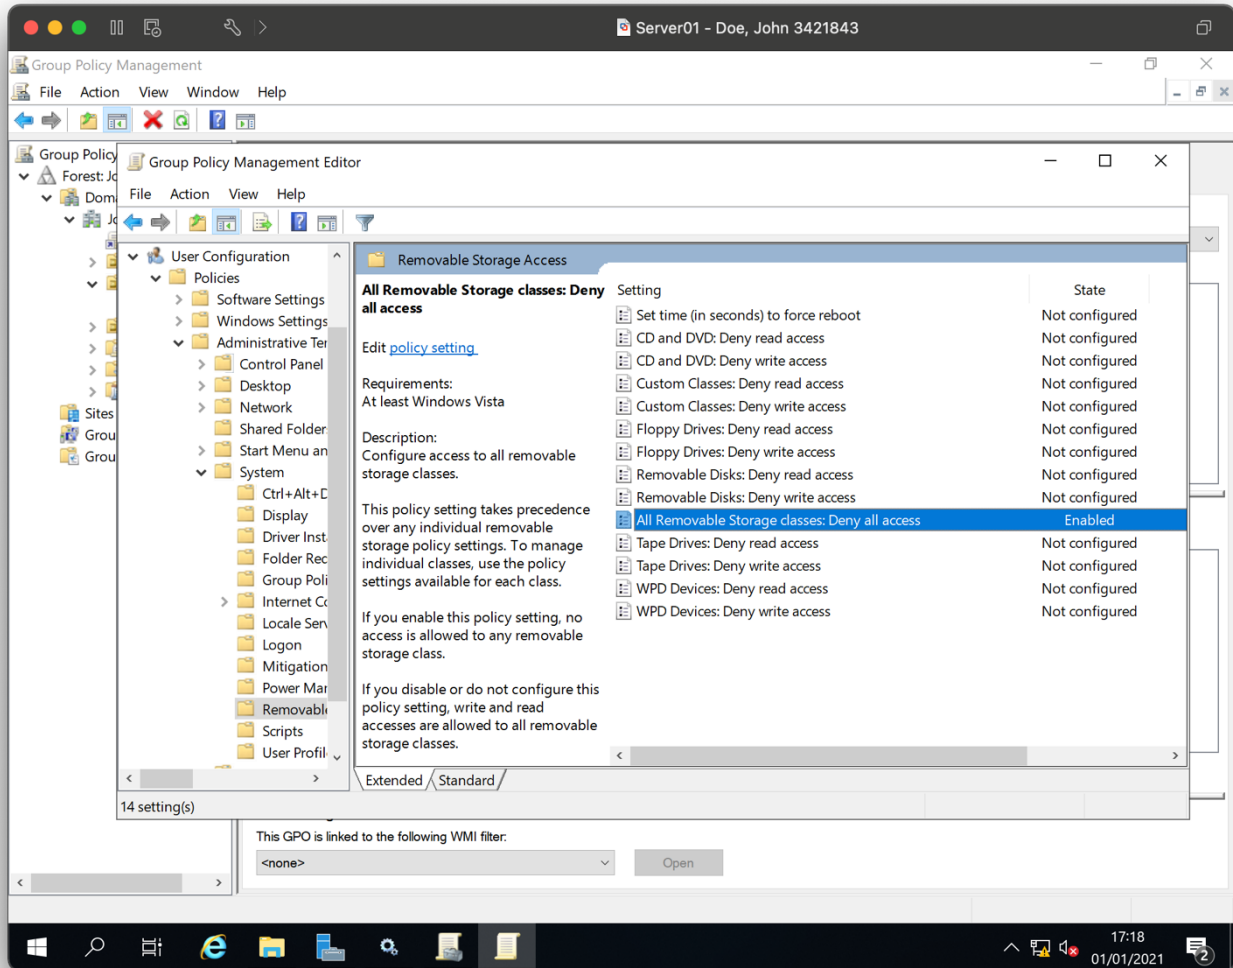 Server01 - Doe, John 3421843
Group Policy Management
File Action View Window Help
Group Policy
Forest: Jo
Doma
Jo
Sites
Grou
Grou
Group Policy Management Editor
File Action View Help
User Configuration
Policies
Software Settings
Windows Settings
Administrative Ter
Control Panel
Desktop
Network
Shared Folder
Start Menu an
System
Ctrl+Alt+D
Display
Driver Inst
Folder Rec
Group Poli
Internet Co
Locale Serv
Logon
Mitigation
Power Mar
Removable
Scripts
User Profil
Removable Storage Access
All Removable Storage classes: Deny
all access
Edit policy setting
Requirements:
At least Windows Vista
Description:
Configure access to all removable
storage classes.
This policy setting takes precedence
over any individual removable
storage policy settings. To manage
individual classes, use the policy
settings available for each class.
If you enable this policy setting, no
access is allowed to any removable
storage class.
If you disable or do not configure this
policy setting, write and read
accesses are allowed to all removable
storage classes.
Setting State
Set time (in seconds) to force reboot Not configured
CD and DVD: Deny read access Not configured
CD and DVD: Deny write access Not configured
Custom Classes: Deny read access Not configured
Custom Classes: Deny write access Not configured
Floppy Drives: Deny read access Not configured
Floppy Drives: Deny write access Not configured
Removable Disks: Deny read access Not configured
Removable Disks: Deny write access Not configured
All Removable Storage classes: Deny all access Enabled
Tape Drives: Deny read access Not configured
Tape Drives: Deny write access Not configured
WPD Devices: Deny read access Not configured
WPD Devices: Deny write access Not configured
Extended Standard
14 setting(s)
This GPO is linked to the following WMI filter:
<none> Open
17:18
01/01/2021
2